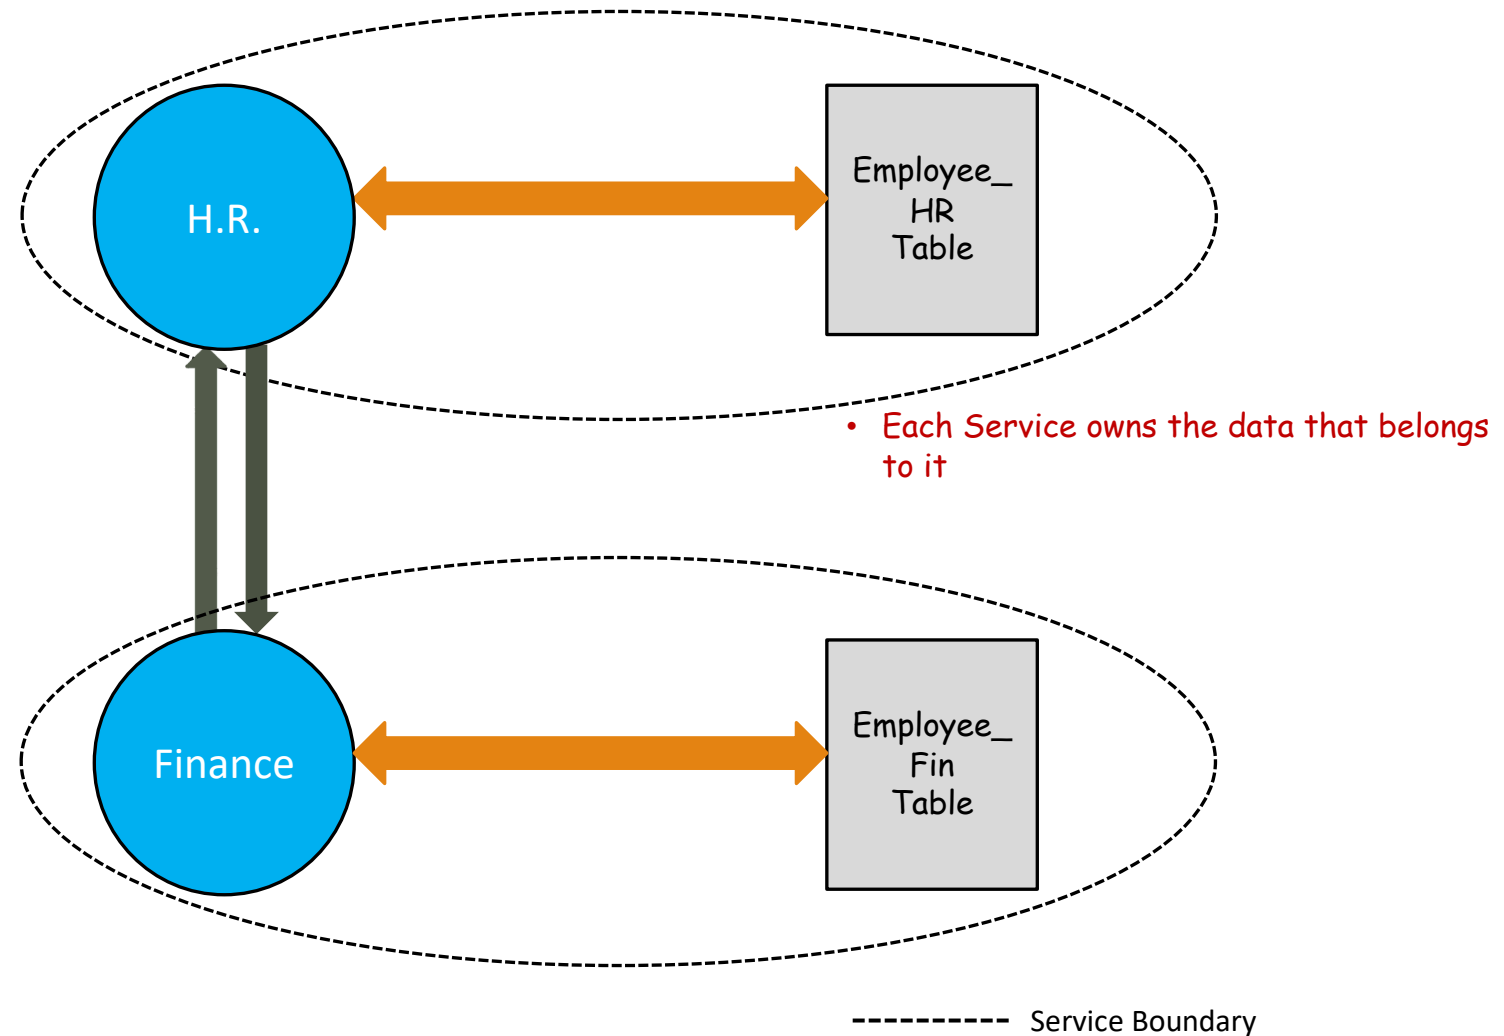 H.R.
Employee_
HR
Table
• Each Service owns the data that belongs
to it
Finance
Employee_
Fin
Table
Service Boundary